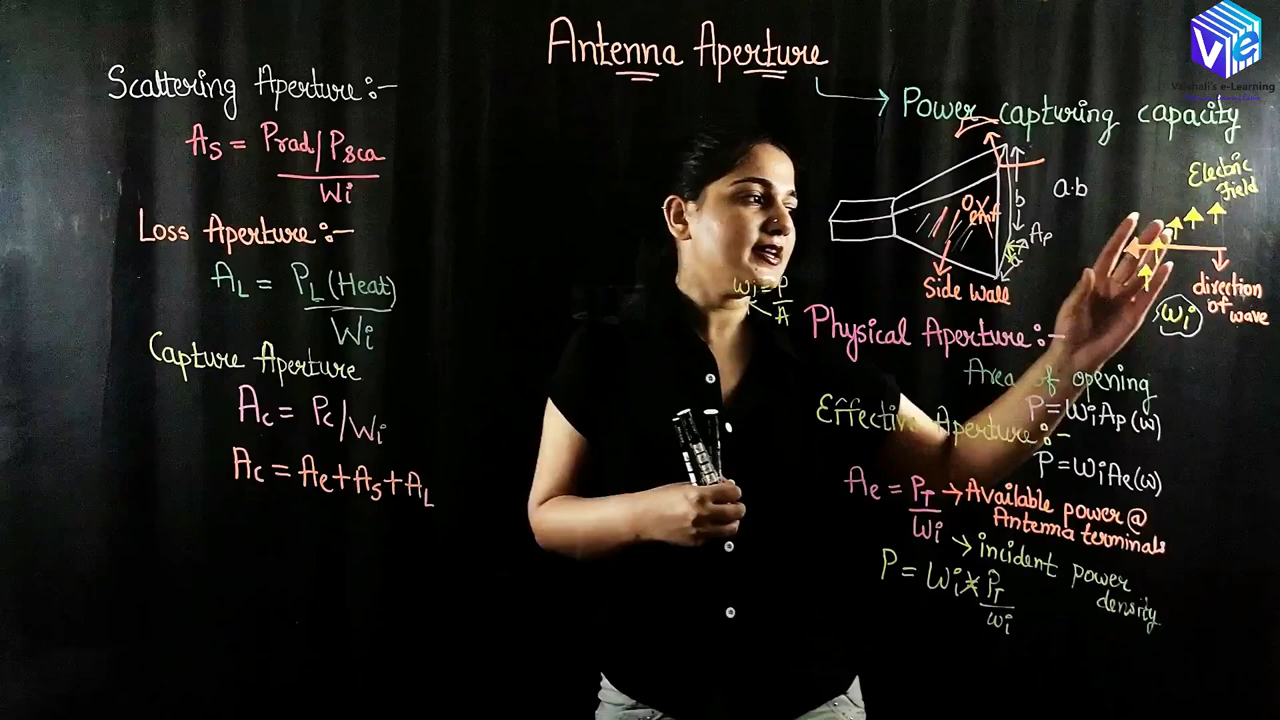 Antenna Aperture
Scattering Aperture:-
As = Prad/Psca
Wi
Loss Aperture:-
AL = PL (Heat)
Wi
Capture Aperture
Ac = Pc/Wi
Ac = Ae+As+AL
Power capturing capacity
b
a.b
Ap
a
Side Wall
Electric
Field
direction
of wave
Wi
Wi = P
A
Physical Aperture:-
Area of opening
P=WiAp(w)
Effective Aperture:-
P=WiAe(w)
Ae = PT → Available power @
Antenna terminals
Wi → incident power
density
P = Wi * PT
Wi
Ve
Vaishali's e-Learning